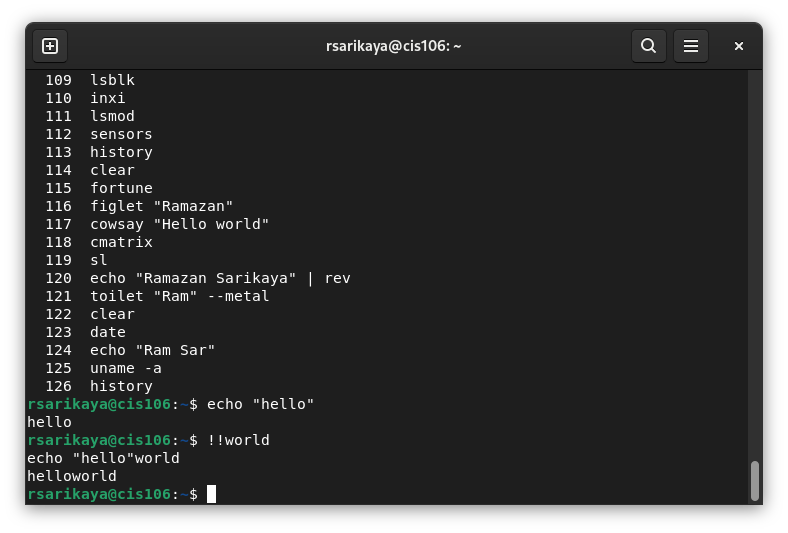 rsarikaya@cis106: ~
109 lsblk
110 inxi
111 lsmod
112 sensors
113 history
114 clear
115 fortune
116 figlet "Ramazan"
117 cowsay "Hello world"
118 cmatrix
119 sl
120 echo "Ramazan Sarikaya" | rev
121 toilet "Ram" --metal
122 clear
123 date
124 echo "Ram Sar"
125 uname -a
126 history
rsarikaya@cis106:~$ echo "hello"
hello
rsarikaya@cis106:~$ !!world
echo "hello"world
helloworld
rsarikaya@cis106:~$